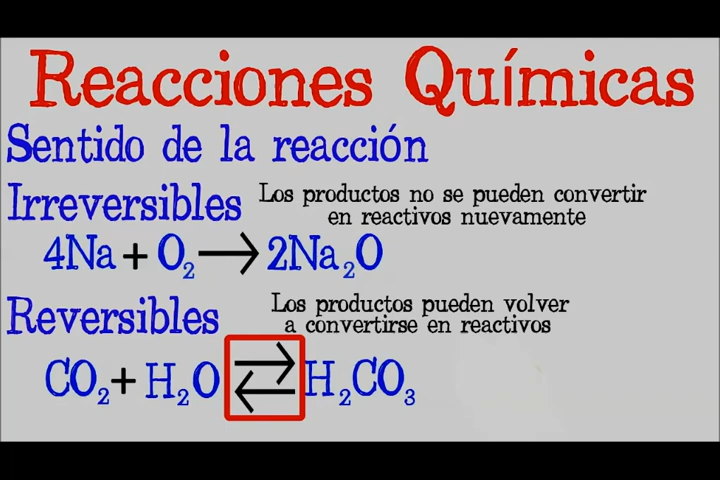 Reacciones Químicas
Sentido de la reacción
Irreversibles
Los productos no se pueden convertir
en reactivos nuevamente
4Na + O₂ → 2Na₂O
Reversibles
Los productos pueden volver
a convertirse en reactivos
CO₂ + H₂O ⇄ H₂CO₃